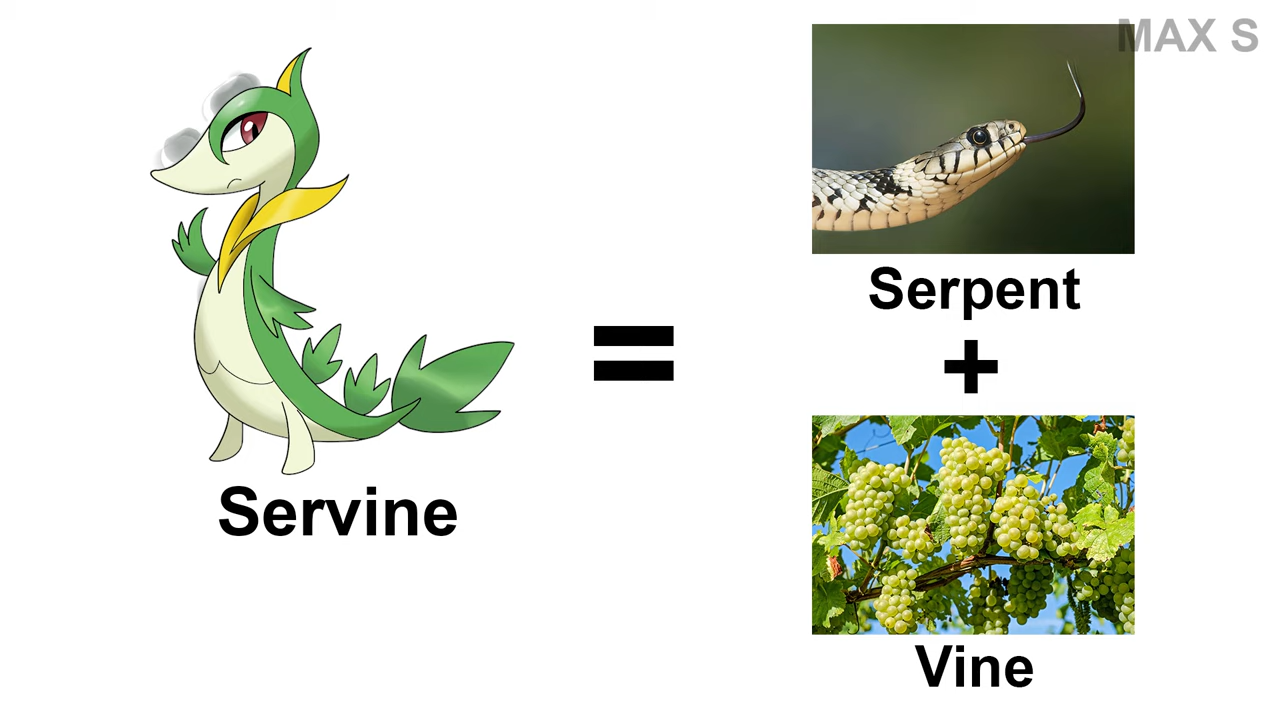 MAX S
Servine
=
Serpent
+
Vine